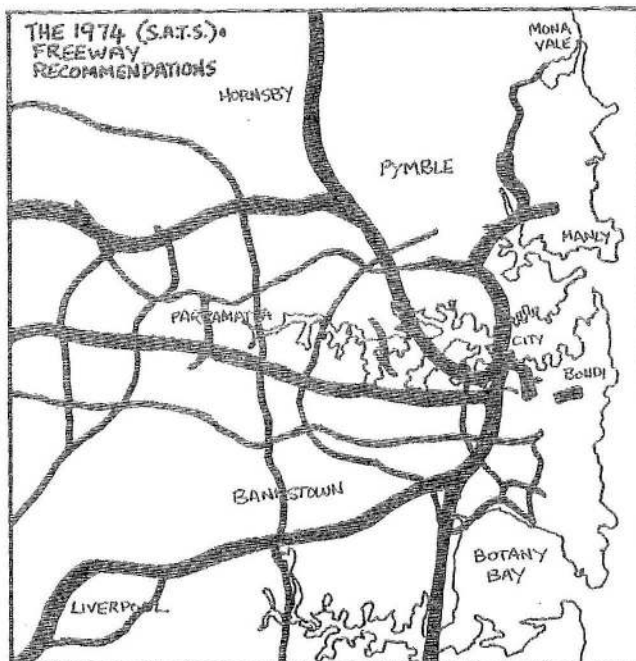 THE 1974 (S.A.T.S.).
FREEWAY
RECOMMENDATIONS
MONA
VALE
HORNSBY
PYMBLE
MANLY
PARRAMATTA
CITY
BONDI
BANKSTOWN
BOTANY
BAY
LIVERPOOL